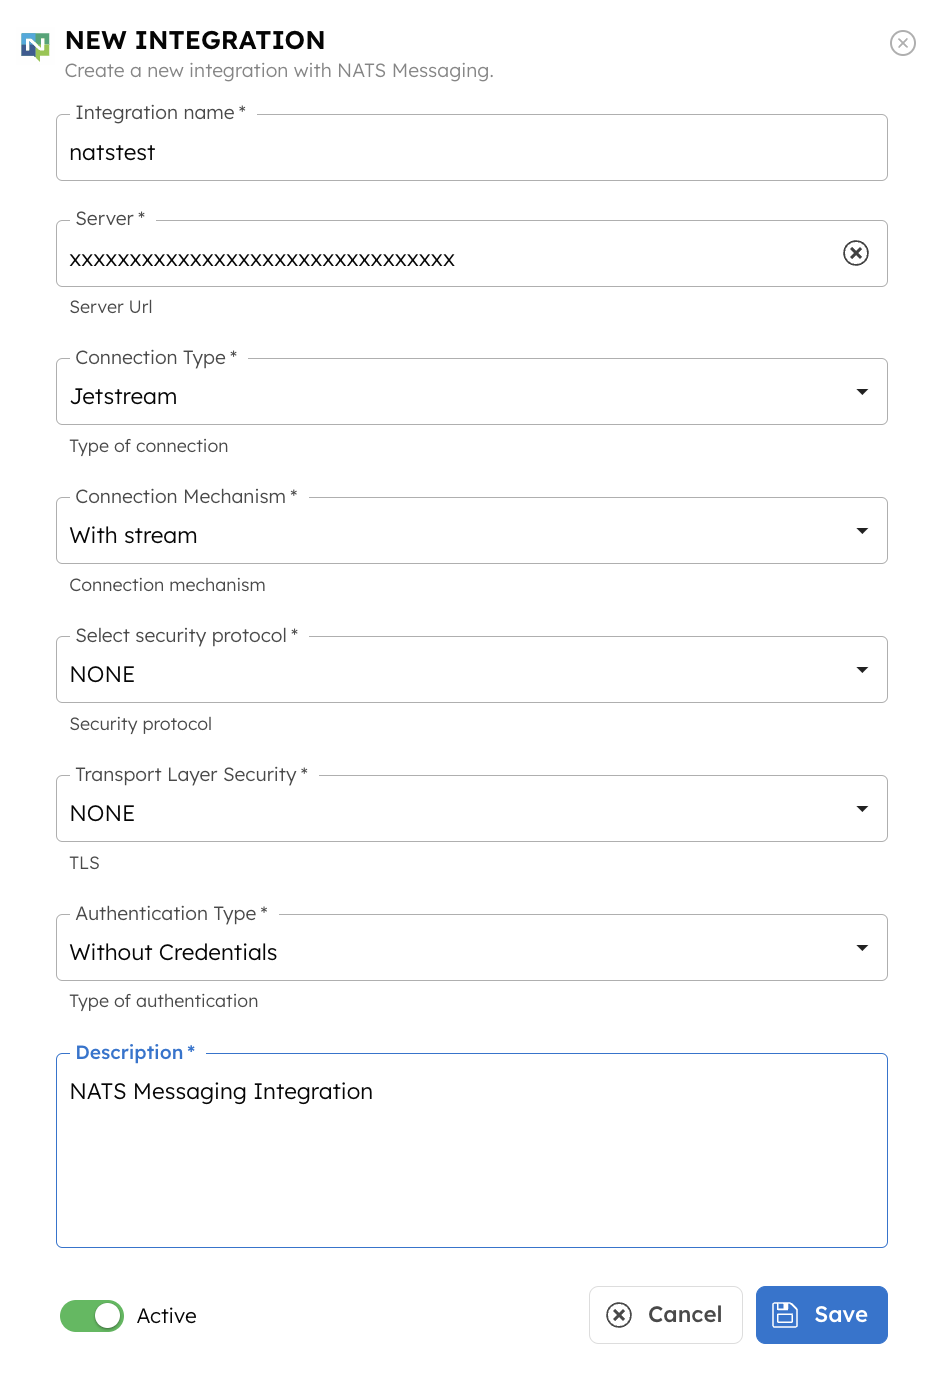 NEW INTEGRATION
Create a new integration with NATS Messaging.
Integration name *
natstest
Server *
xxxxxxxxxxxxxxxxxxxxxxxxxxxxxxxx
Server Url
Connection Type *
Jetstream
Type of connection
Connection Mechanism *
With stream
Connection mechanism
Select security protocol *
NONE
Security protocol
Transport Layer Security *
NONE
TLS
Authentication Type *
Without Credentials
Type of authentication
Description *
NATS Messaging Integration
Active
Cancel
Save